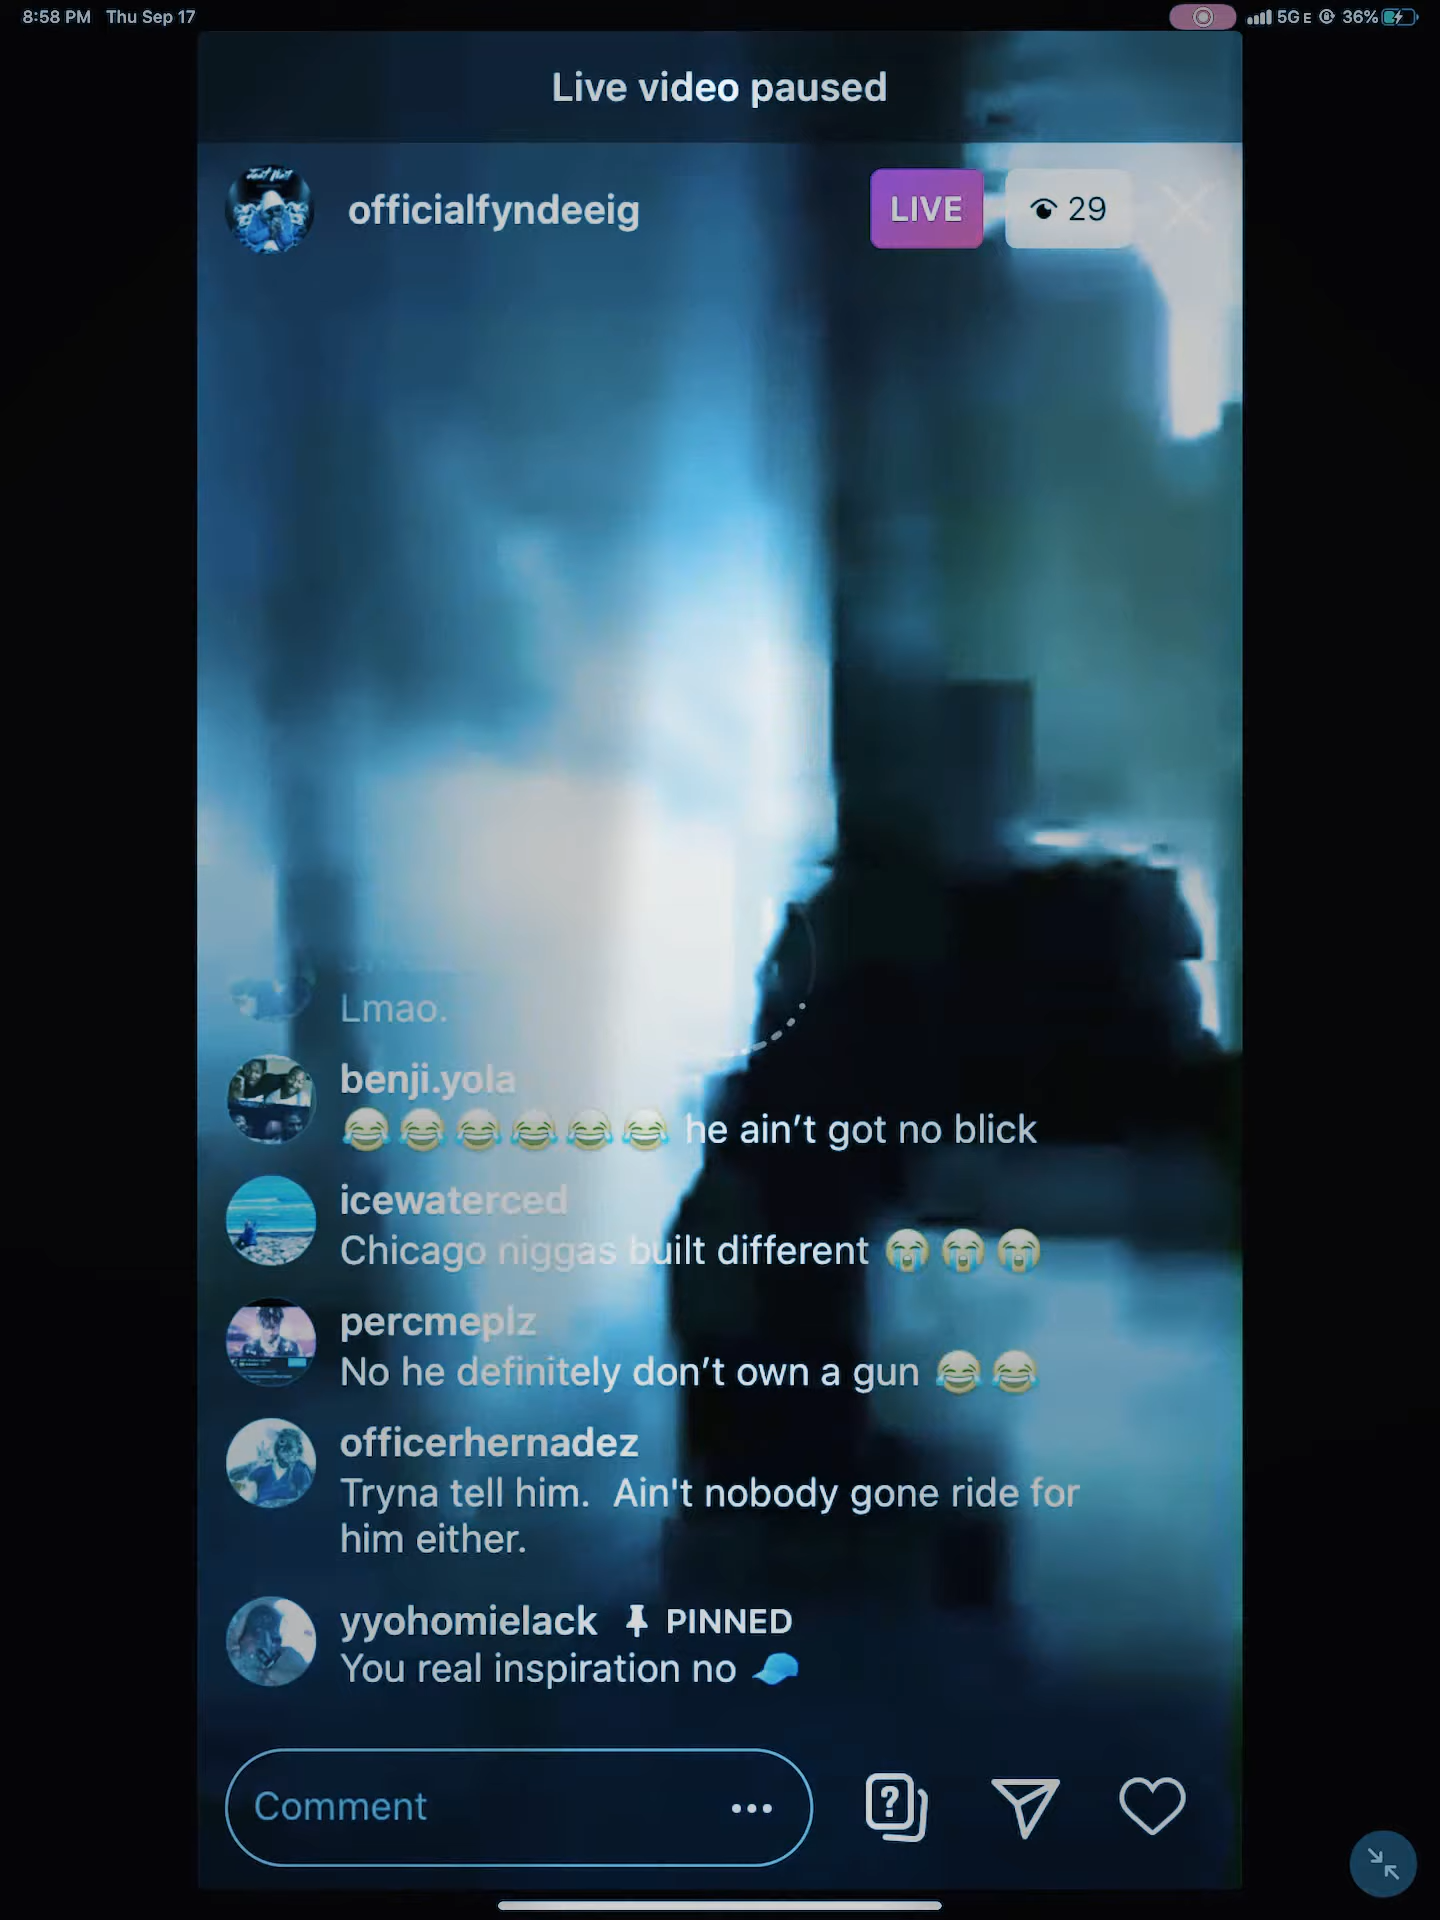 8:58 PM Thu Sep 17
5GE 36%
Live video paused
officialfyndeeig
LIVE 29
Lmao.
benji.yola
😂😂😂😂😂😂 he ain’t got no blick
icewaterced
Chicago niggas built different 😭😭😭
percmeplz
No he definitely don’t own a gun 😂😂
officerhernadez
Tryna tell him.  Ain't nobody gone ride for
him either.
yyohomielack PINNED
You real inspiration no 🧢
Comment